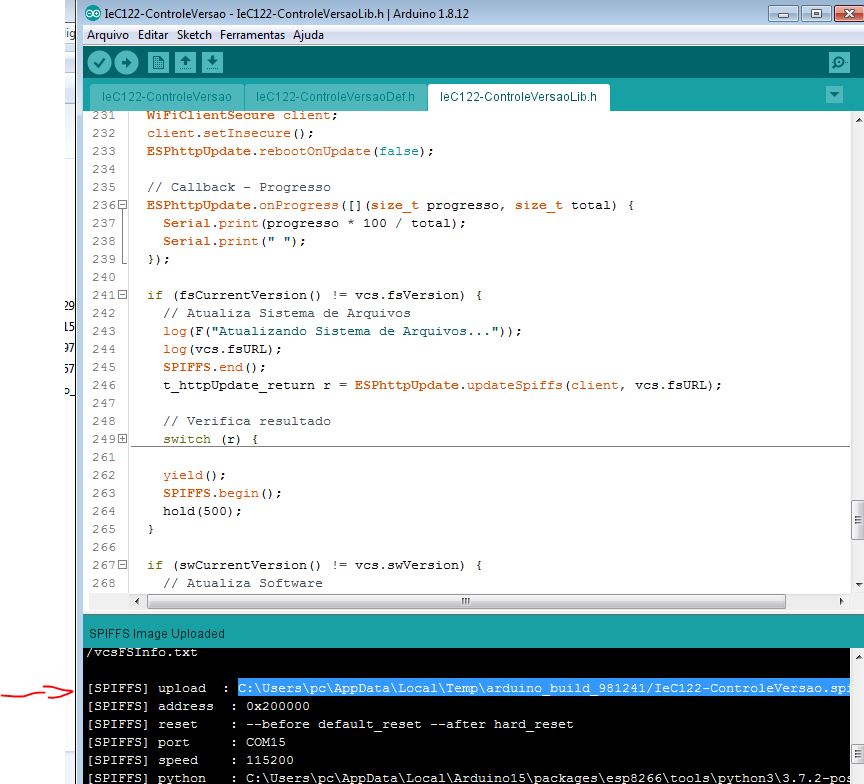 IeC122-ControleVersao - IeC122-ControleVersaoLib.h | Arduino 1.8.12
Arquivo Editar Sketch Ferramentas Ajuda
IeC122-ControleVersao IeC122-ControleVersaoDef.h IeC122-ControleVersaoLib.h
231 WiFiClientSecure client;
232 client.setInsecure();
233 ESPhttpUpdate.rebootOnUpdate(false);
234
235 // Callback - Progresso
236 ESPhttpUpdate.onProgress([](size_t progresso, size_t total) {
237 Serial.print(progresso * 100 / total);
238 Serial.print(" ");
239 });
240
241 if (fsCurrentVersion() != vcs.fsVersion) {
242 // Atualiza Sistema de Arquivos
243 log(F("Atualizando Sistema de Arquivos..."));
244 log(vcs.fsURL);
245 SPIFFS.end();
246 t_httpUpdate_return r = ESPhttpUpdate.updateSpiffs(client, vcs.fsURL);
247
248 // Verifica resultado
249 switch (r) {
261
262 yield();
263 SPIFFS.begin();
264 hold(500);
265 }
266
267 if (swCurrentVersion() != vcs.swVersion) {
268 // Atualiza Software
SPIFFS Image Uploaded
/vcsFSInfo.txt
[SPIFFS] upload : C:\Users\pc\AppData\Local\Temp\arduino_build_981241/IeC122-ControleVersao.spi
[SPIFFS] address : 0x200000
[SPIFFS] reset : --before default_reset --after hard_reset
[SPIFFS] port : COM15
[SPIFFS] speed : 115200
[SPIFFS] python : C:\Users\pc\AppData\Local\Arduino15\packages\esp8266\tools\python3\3.7.2-pos